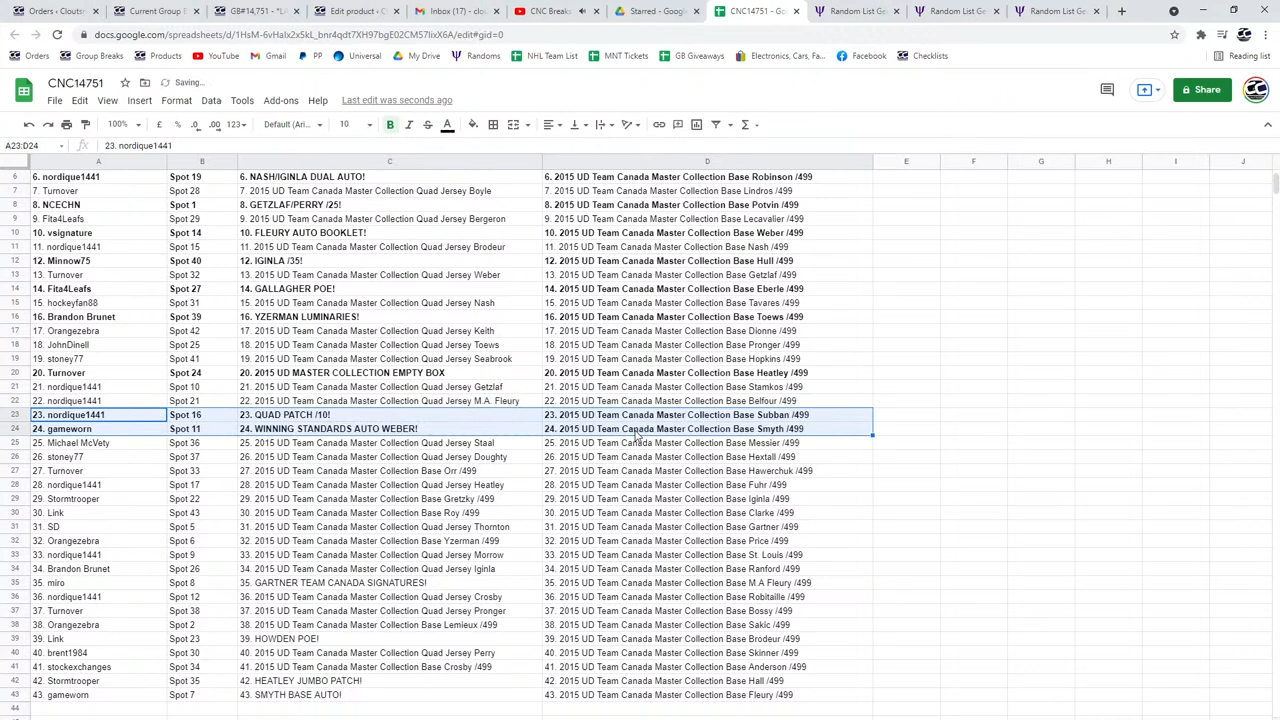 Orders ‹ Clouts Current Group B GB#14,751 - *L Edit product ‹ C Inbox (17) - clou CNC Breaks Starred - Google CNC14751 - Go Random List Ge Random List Ge Random List Ge
docs.google.com/spreadsheets/d/1HsM-6vHalx2x5kL_bnr4qdt7XH97bgE02CM57IixX6A/edit#gid=0
Orders Group Breaks Products YouTube Gmail PP Universal My Drive Randoms NHL Team List MNT Tickets GB Giveaways Electronics, Cars, Fa... Facebook Checklists Reading list
CNC14751 Saving...
File Edit View Insert Format Data Tools Add-ons Help Last edit was seconds ago
Share
100% £ % .0 .00 123 Default (Ari... 10 B I S A
A23:D24 fx 23. nordique1441
A B C D E F G H I J
6 6. nordique1441 Spot 19 6. NASH/IGINLA DUAL AUTO! 6. 2015 UD Team Canada Master Collection Base Robinson /499
7 7. Turnover Spot 28 7. 2015 UD Team Canada Master Collection Quad Jersey Boyle 7. 2015 UD Team Canada Master Collection Base Lindros /499
8 8. NCECHN Spot 1 8. GETZLAF/PERRY /25! 8. 2015 UD Team Canada Master Collection Base Potvin /499
9 9. Fita4Leafs Spot 29 9. 2015 UD Team Canada Master Collection Quad Jersey Bergeron 9. 2015 UD Team Canada Master Collection Base Lecavalier /499
10 10. vsignature Spot 14 10. FLEURY AUTO BOOKLET! 10. 2015 UD Team Canada Master Collection Base Weber /499
11 11. nordique1441 Spot 15 11. 2015 UD Team Canada Master Collection Quad Jersey Brodeur 11. 2015 UD Team Canada Master Collection Base Nash /499
12 12. Minnow75 Spot 40 12. IGINLA /35! 12. 2015 UD Team Canada Master Collection Base Hull /499
13 13. Turnover Spot 32 13. 2015 UD Team Canada Master Collection Quad Jersey Weber 13. 2015 UD Team Canada Master Collection Base Getzlaf /499
14 14. Fita4Leafs Spot 27 14. GALLAGHER POE! 14. 2015 UD Team Canada Master Collection Base Eberle /499
15 15. hockeyfan88 Spot 31 15. 2015 UD Team Canada Master Collection Quad Jersey Nash 15. 2015 UD Team Canada Master Collection Base Tavares /499
16 16. Brandon Brunet Spot 39 16. YZERMAN LUMINARIES! 16. 2015 UD Team Canada Master Collection Base Toews /499
17 17. Orangezebra Spot 42 17. 2015 UD Team Canada Master Collection Quad Jersey Keith 17. 2015 UD Team Canada Master Collection Base Dionne /499
18 18. JohnDinell Spot 25 18. 2015 UD Team Canada Master Collection Quad Jersey Toews 18. 2015 UD Team Canada Master Collection Base Pronger /499
19 19. stoney77 Spot 41 19. 2015 UD Team Canada Master Collection Quad Jersey Seabrook 19. 2015 UD Team Canada Master Collection Base Hopkins /499
20 20. Turnover Spot 24 20. 2015 UD MASTER COLLECTION EMPTY BOX 20. 2015 UD Team Canada Master Collection Base Heatley /499
21 21. nordique1441 Spot 10 21. 2015 UD Team Canada Master Collection Quad Jersey Getzlaf 21. 2015 UD Team Canada Master Collection Base Stamkos /499
22 22. nordique1441 Spot 21 22. 2015 UD Team Canada Master Collection Quad Jersey M.A. Fleury 22. 2015 UD Team Canada Master Collection Base Belfour /499
23 23. nordique1441 Spot 16 23. QUAD PATCH /10! 23. 2015 UD Team Canada Master Collection Base Subban /499
24 24. gameworn Spot 11 24. WINNING STANDARDS AUTO WEBER! 24. 2015 UD Team Canada Master Collection Base Smyth /499
25 25. Michael McVety Spot 36 25. 2015 UD Team Canada Master Collection Quad Jersey Staal 25. 2015 UD Team Canada Master Collection Base Messier /499
26 26. stoney77 Spot 37 26. 2015 UD Team Canada Master Collection Quad Jersey Doughty 26. 2015 UD Team Canada Master Collection Base Hextall /499
27 27. Turnover Spot 33 27. 2015 UD Team Canada Master Collection Base Orr /499 27. 2015 UD Team Canada Master Collection Base Hawerchuk /499
28 28. nordique1441 Spot 17 28. 2015 UD Team Canada Master Collection Quad Jersey Heatley 28. 2015 UD Team Canada Master Collection Base Fuhr /499
29 29. Stormtrooper Spot 22 29. 2015 UD Team Canada Master Collection Base Gretzky /499 29. 2015 UD Team Canada Master Collection Base Iginla /499
30 30. Link Spot 43 30. 2015 UD Team Canada Master Collection Base Roy /499 30. 2015 UD Team Canada Master Collection Base Clarke /499
31 31. SD Spot 5 31. 2015 UD Team Canada Master Collection Quad Jersey Thornton 31. 2015 UD Team Canada Master Collection Base Gartner /499
32 32. Orangezebra Spot 6 32. 2015 UD Team Canada Master Collection Base Yzerman /499 32. 2015 UD Team Canada Master Collection Base Price /499
33 33. nordique1441 Spot 9 33. 2015 UD Team Canada Master Collection Quad Jersey Morrow 33. 2015 UD Team Canada Master Collection Base St. Louis /499
34 34. Brandon Brunet Spot 26 34. 2015 UD Team Canada Master Collection Quad Jersey Iginla 34. 2015 UD Team Canada Master Collection Base Ranford /499
35 35. miro Spot 8 35. GARTNER TEAM CANADA SIGNATURES! 35. 2015 UD Team Canada Master Collection Base M.A Fleury /499
36 36. nordique1441 Spot 12 36. 2015 UD Team Canada Master Collection Quad Jersey Crosby 36. 2015 UD Team Canada Master Collection Base Robitaille /499
37 37. Turnover Spot 38 37. 2015 UD Team Canada Master Collection Quad Jersey Pronger 37. 2015 UD Team Canada Master Collection Base Bossy /499
38 38. Orangezebra Spot 2 38. 2015 UD Team Canada Master Collection Base Lemieux /499 38. 2015 UD Team Canada Master Collection Base Sakic /499
39 39. Link Spot 23 39. HOWDEN POE! 39. 2015 UD Team Canada Master Collection Base Brodeur /499
40 40. brent1984 Spot 30 40. 2015 UD Team Canada Master Collection Quad Jersey Perry 40. 2015 UD Team Canada Master Collection Base Skinner /499
41 41. stockexchanges Spot 34 41. 2015 UD Team Canada Master Collection Base Crosby /499 41. 2015 UD Team Canada Master Collection Base Anderson /499
42 42. Stormtrooper Spot 35 42. HEATLEY JUMBO PATCH! 42. 2015 UD Team Canada Master Collection Base Hall /499
43 43. gameworn Spot 7 43. SMYTH BASE AUTO! 43. 2015 UD Team Canada Master Collection Base Fleury /499
44